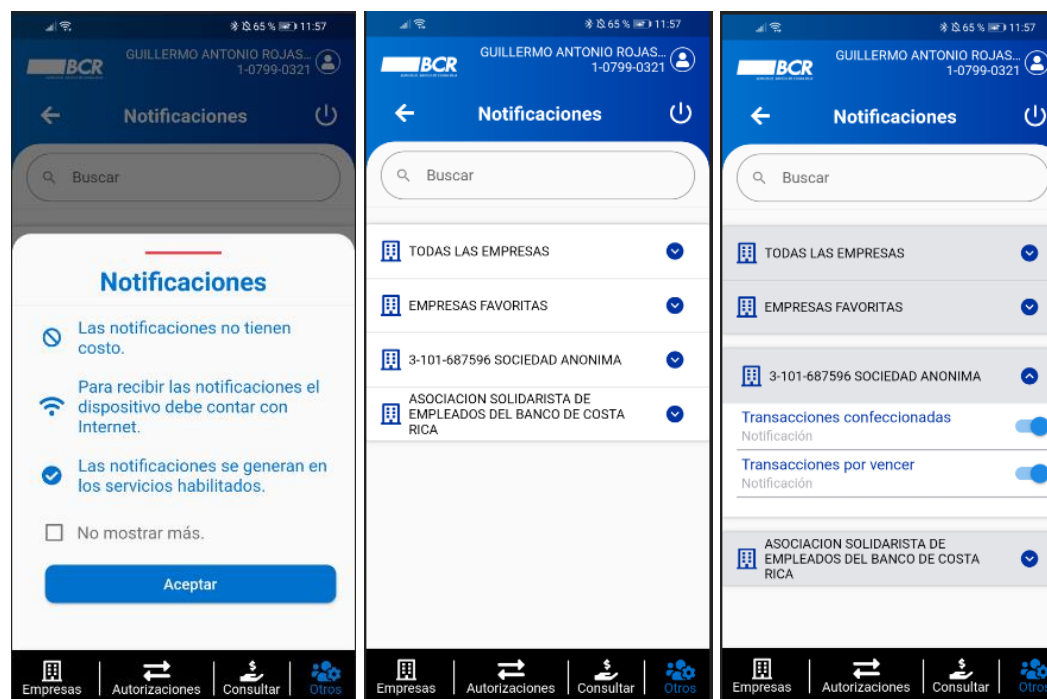 65 % 11:57
BCR
GUILLERMO ANTONIO ROJAS...
1-0799-0321
Notificaciones
Buscar
Notificaciones
Las notificaciones no tienen
costo.
Para recibir las notificaciones el
dispositivo debe contar con
Internet.
Las notificaciones se generan en
los servicios habilitados.
No mostrar más.
Aceptar
Empresas
Autorizaciones
Consultar
Otros
65 % 11:57
BCR
GUILLERMO ANTONIO ROJAS...
1-0799-0321
Notificaciones
Buscar
TODAS LAS EMPRESAS
EMPRESAS FAVORITAS
3-101-687596 SOCIEDAD ANONIMA
ASOCIACION SOLIDARISTA DE
EMPLEADOS DEL BANCO DE COSTA
RICA
Empresas
Autorizaciones
Consultar
Otros
65 % 11:57
BCR
GUILLERMO ANTONIO ROJAS...
1-0799-0321
Notificaciones
Buscar
TODAS LAS EMPRESAS
EMPRESAS FAVORITAS
3-101-687596 SOCIEDAD ANONIMA
Transacciones confeccionadas
Notificación
Transacciones por vencer
Notificación
ASOCIACION SOLIDARISTA DE
EMPLEADOS DEL BANCO DE COSTA
RICA
Empresas
Autorizaciones
Consultar
Otros